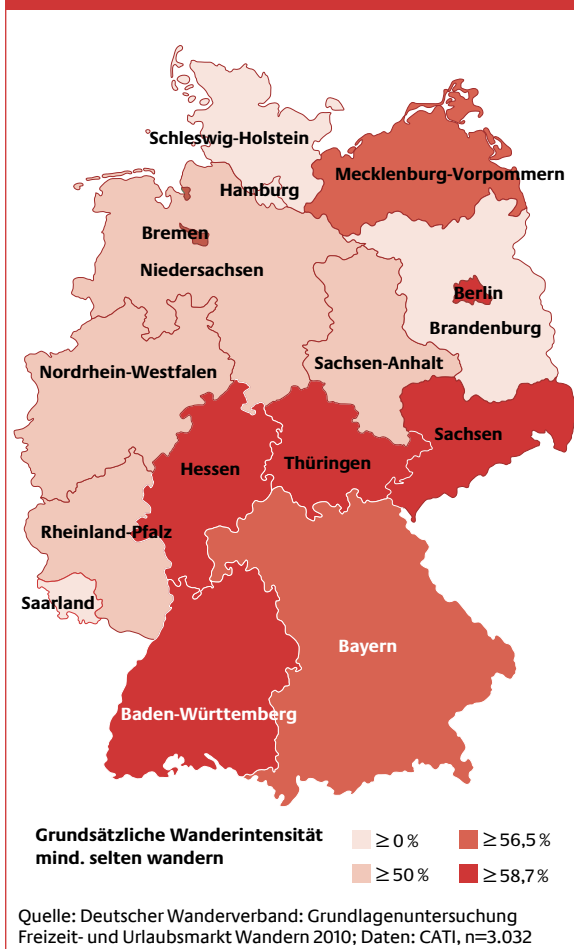 Schleswig-Holstein
Mecklenburg-Vorpommern
Hamburg
Bremen
Niedersachsen
Berlin
Brandenburg
Sachsen-Anhalt
Nordrhein-Westfalen
Sachsen
Hessen
Thüringen
Rheinland-Pfalz
Saarland
Bayern
Baden-Württemberg
Grundsätzliche Wanderintensität
mind. selten wandern
≥ 0 %
≥ 56,5 %
≥ 50 %
≥ 58,7 %
Quelle: Deutscher Wanderverband: Grundlagenuntersuchung
Freizeit- und Urlaubsmarkt Wandern 2010; Daten: CATI, n=3.032